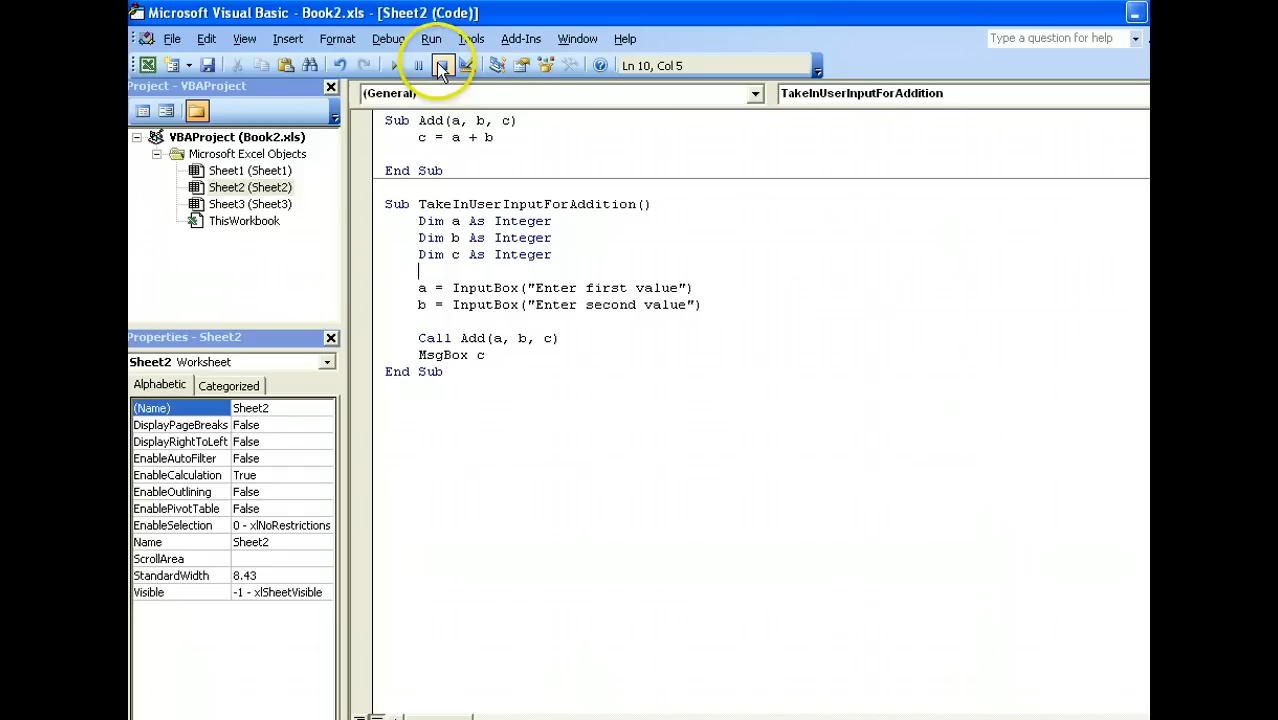 Microsoft Visual Basic - Book2.xls - [Sheet2 (Code)]
File Edit View Insert Format Debug Run Tools Add-Ins Window Help
Type a question for help
Ln 10, Col 5
Project - VBAProject
(General)
TakeInUserInputForAddition
VBAProject (Book2.xls)
Microsoft Excel Objects
Sheet1 (Sheet1)
Sheet2 (Sheet2)
Sheet3 (Sheet3)
ThisWorkbook
Sub Add(a, b, c)
c = a + b
End Sub
Sub TakeInUserInputForAddition()
Dim a As Integer
Dim b As Integer
Dim c As Integer
a = InputBox("Enter first value")
b = InputBox("Enter second value")
Call Add(a, b, c)
MsgBox c
End Sub
Properties - Sheet2
Sheet2 Worksheet
Alphabetic Categorized
(Name) Sheet2
DisplayPageBreaks False
DisplayRightToLeft False
EnableAutoFilter False
EnableCalculation True
EnableOutlining False
EnablePivotTable False
EnableSelection 0 - xlNoRestrictions
Name Sheet2
ScrollArea
StandardWidth 8.43
Visible -1 - xlSheetVisible